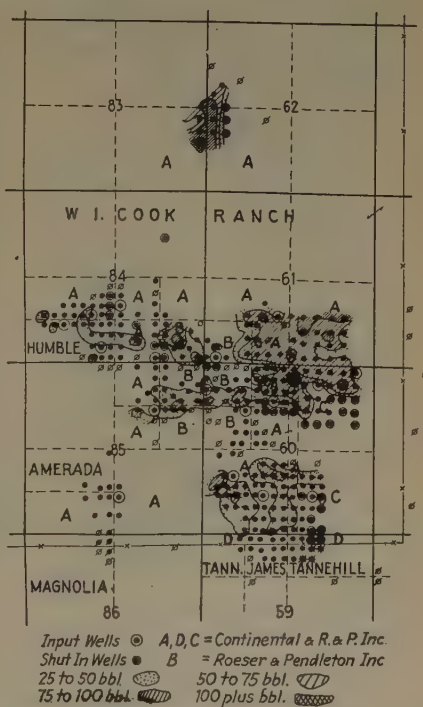 83 62
A A
W I. COOK RANCH
84 61
A A A A
A B A
HUMBLE
A B B
A B B A
85 60
AMERADA A
A A C
D D
TANN. JAMES TANNEHILL
MAGNOLIA
86 59
Input Wells A, D, C = Continental & R. & P. Inc.
Shut In Wells B = Roeser & Pendleton Inc
25 to 50 bbl. 50 to 75 bbl.
75 to 100 bbl. 100 plus bbl.